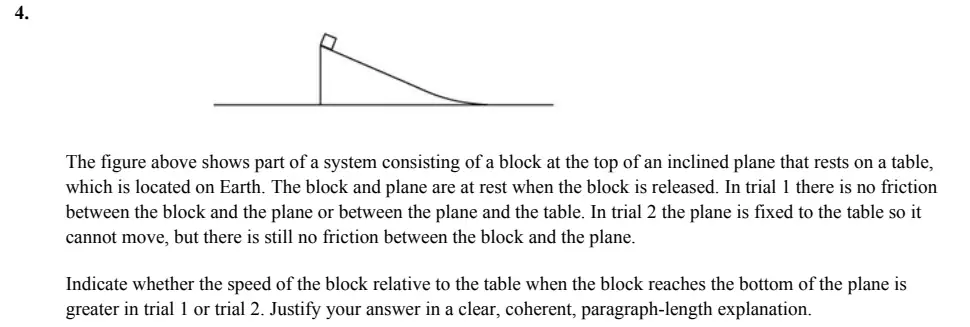 4.
The figure above shows part of a system consisting of a block at the top of an inclined plane that rests on a table,
which is located on Earth. The block and plane are at rest when the block is released. In trial 1 there is no friction
between the block and the plane or between the plane and the table. In trial 2 the plane is fixed to the table so it
cannot move, but there is still no friction between the block and the plane.
Indicate whether the speed of the block relative to the table when the block reaches the bottom of the plane is
greater in trial 1 or trial 2. Justify your answer in a clear, coherent, paragraph-length explanation.